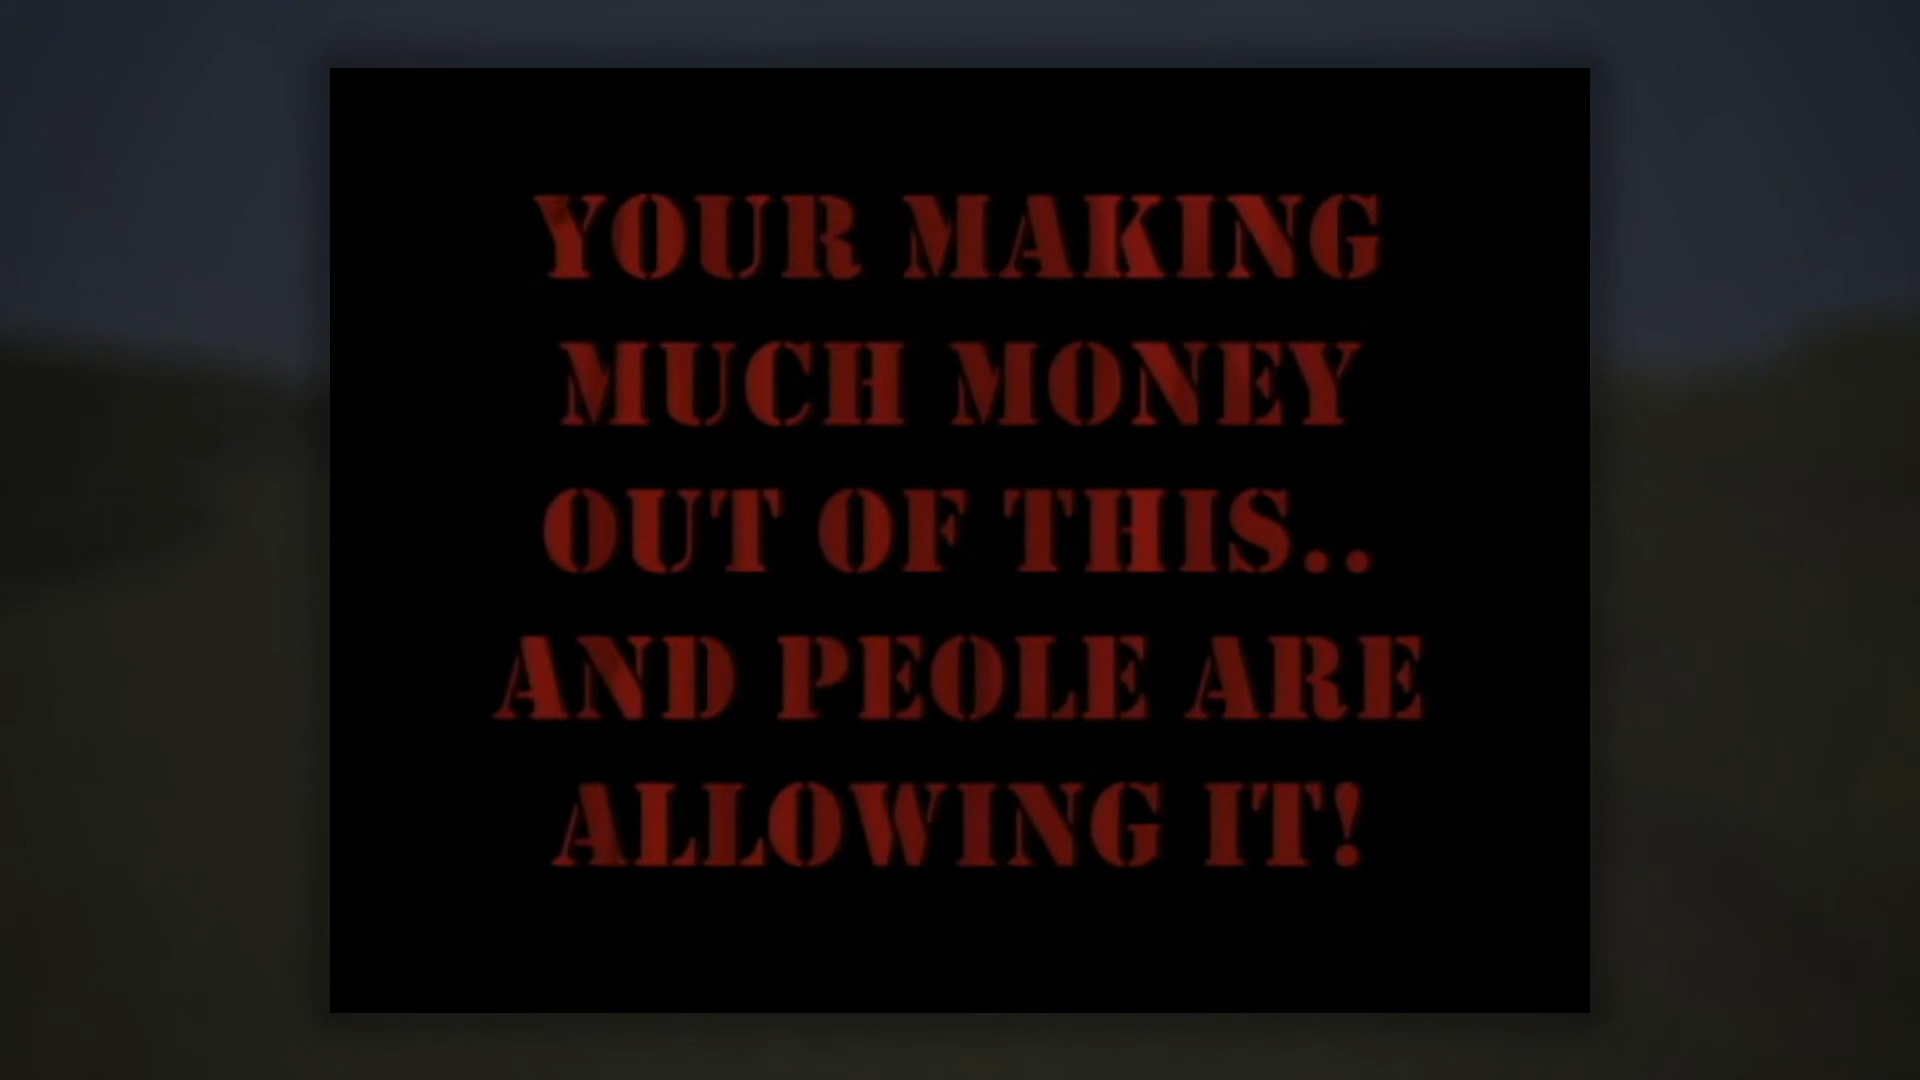 YOUR MAKING
MUCH MONEY
OUT OF THIS..
AND PEOLE ARE
ALLOWING IT!